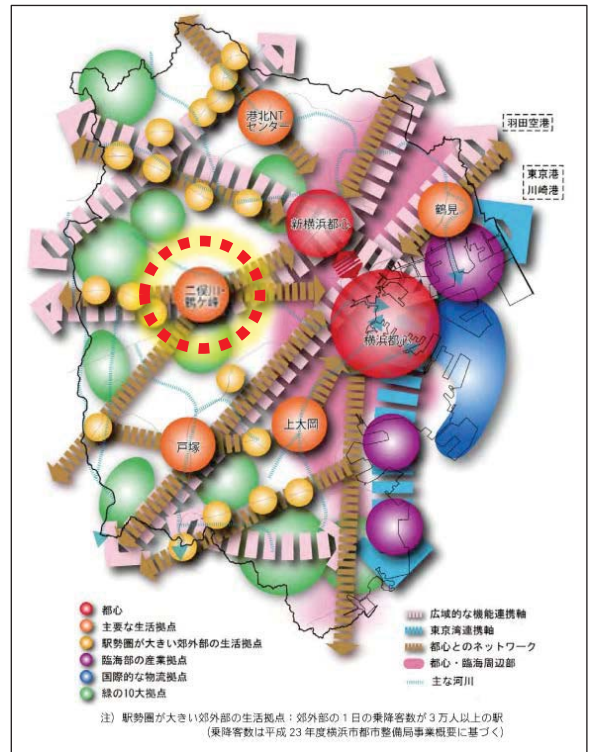 港北NT
センター
羽田空港
東京港
川崎港
新横浜都心
鶴見
二俣川・
鶴ケ峰
横浜都心
上大岡
戸塚
都心
主要な生活拠点
駅勢圏が大きい郊外部の生活拠点
臨海部の産業拠点
国際的な物流拠点
緑の10大拠点
広域的な機能連携軸
東京湾連携軸
都心とのネットワーク
都心・臨海周辺部
主な河川
注）駅勢圏が大きい郊外部の生活拠点：郊外部の１日の乗降客数が３万人以上の駅
(乗降客数は平成 23 年度横浜市都市整備局事業概要に基づく)